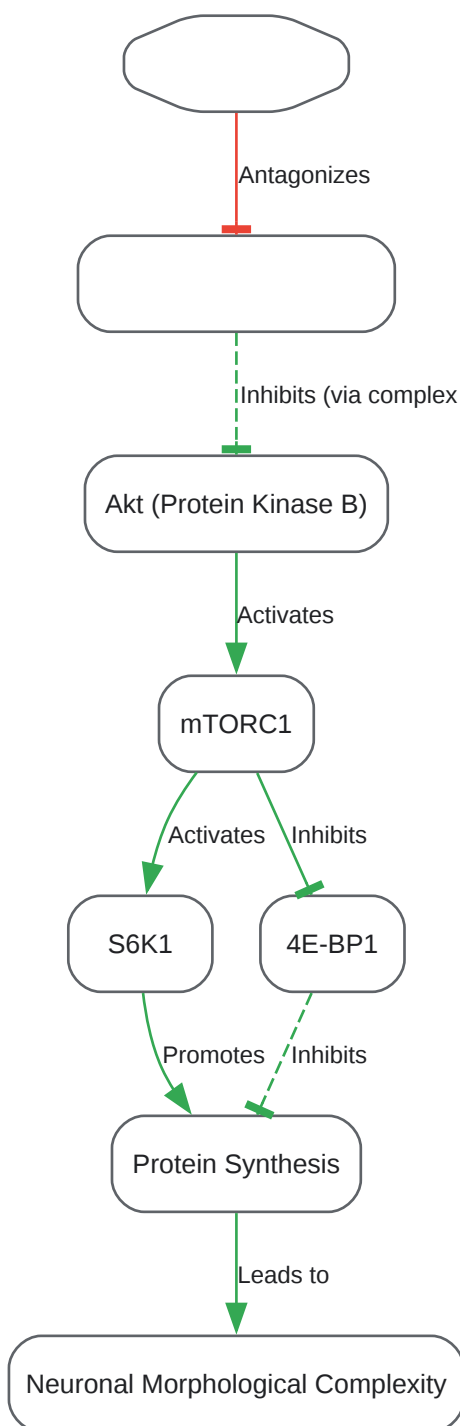 Antagonizes
Inhibits (via complex
Akt (Protein Kinase B)
Activates
mTORC1
Activates
Inhibits
S6K1
4E-BP1
Promotes
Inhibits
Protein Synthesis
Leads to
Neuronal Morphological Complexity